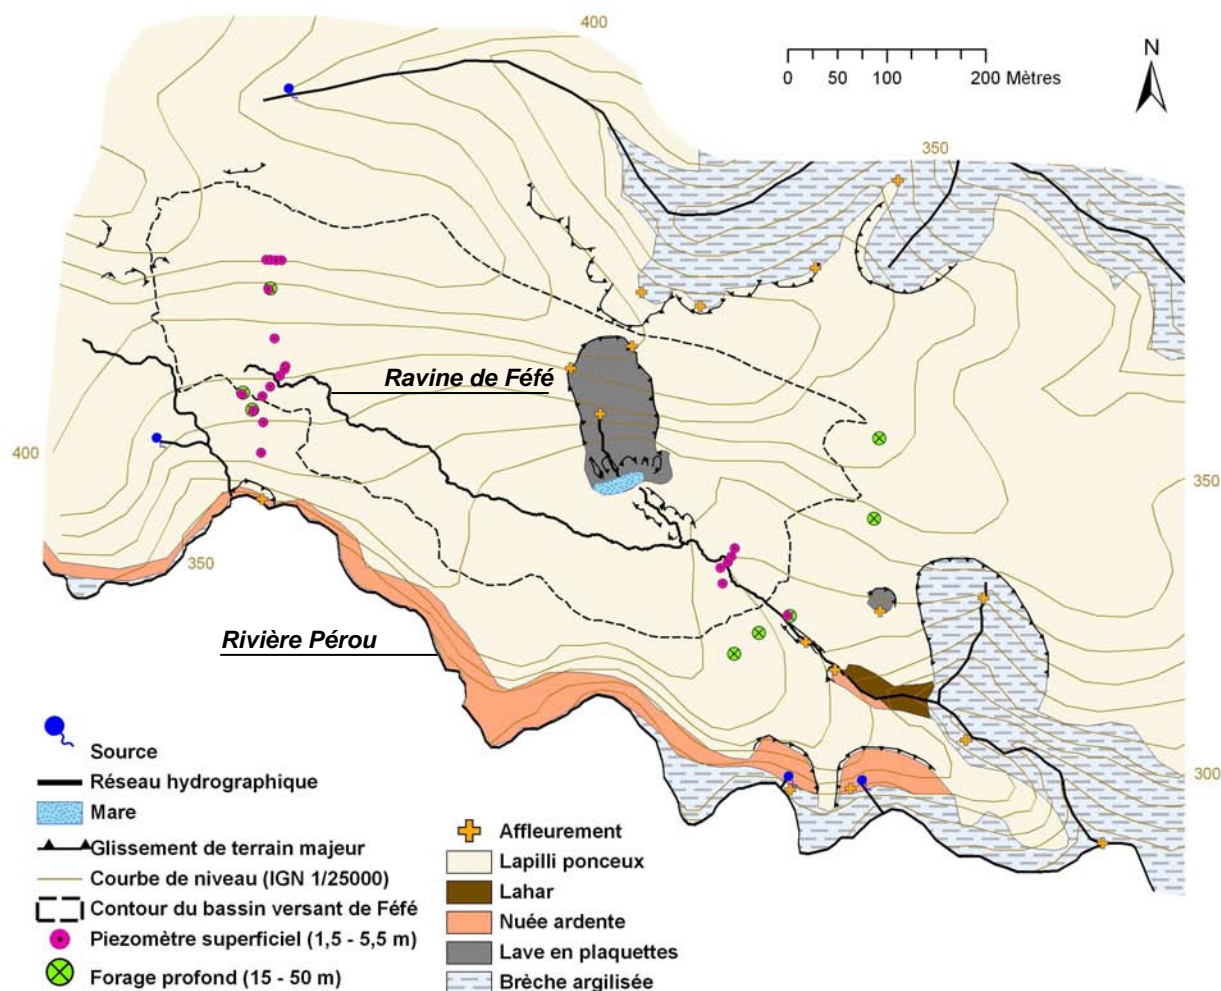 400
N
0 50 100 200 Mètres
350
Ravine de Féfé
400
350
350
Rivière Pérou
300
Source
Réseau hydrographique
Mare
Glissement de terrain majeur
Courbe de niveau (IGN 1/25000)
Contour du bassin versant de Féfé
Piezomètre superficiel (1,5 - 5,5 m)
Forage profond (15 - 50 m)
Affleurement
Lapilli ponceux
Lahar
Nuée ardente
Lave en plaquettes
Brèche argilisée